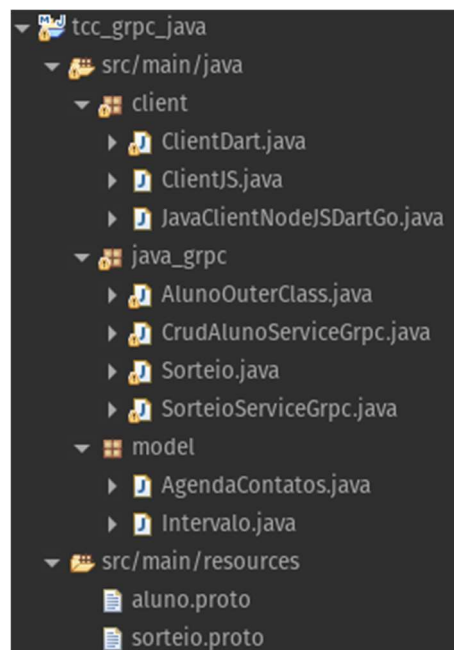 tcc_grpc_java
src/main/java
client
ClientDart.java
ClientJS.java
JavaClientNodeJSDartGo.java
java_grpc
AlunoOuterClass.java
CrudAlunoServiceGrpc.java
Sorteio.java
SorteioServiceGrpc.java
model
AgendaContatos.java
Intervalo.java
src/main/resources
aluno.proto
sorteio.proto